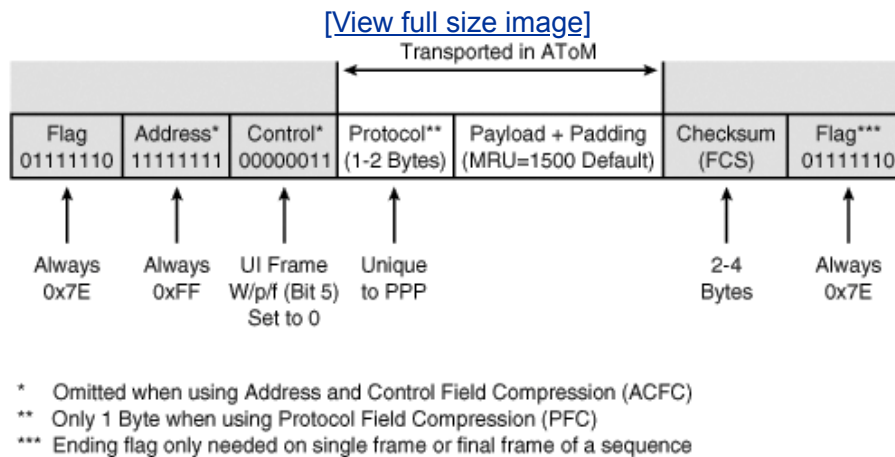 [View full size image]
Transported in AToM
Flag Address* Control* Protocol** Payload + Padding Checksum Flag***
01111110 11111111 00000011 (1-2 Bytes) (MRU=1500 Default) (FCS) 01111110
Always Always UI Frame Unique 2-4 Always
0x7E 0xFF W/p/f (Bit 5) to PPP Bytes 0x7E
Set to 0
* Omitted when using Address and Control Field Compression (ACFC)
** Only 1 Byte when using Protocol Field Compression (PFC)
*** Ending flag only needed on single frame or final frame of a sequence